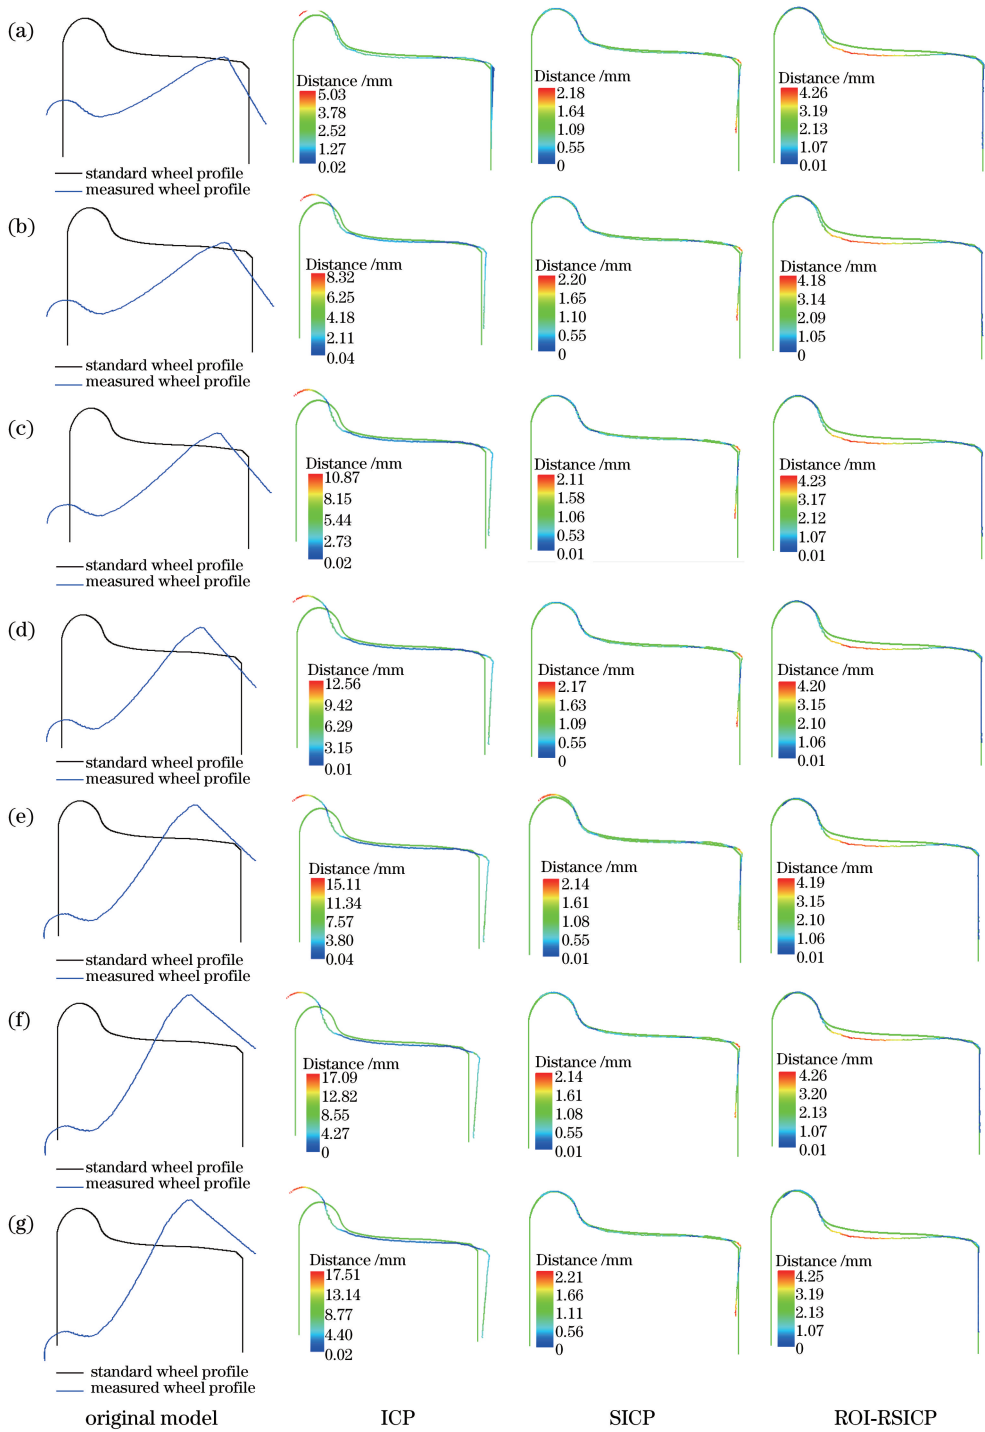 (a)
Distance /mm
5.03
3.78
2.52
1.27
0.02
Distance /mm
2.18
1.64
1.09
0.55
0
Distance /mm
4.26
3.19
2.13
1.07
0.01
standard wheel profile
measured wheel profile
(b)
Distance /mm
8.32
6.25
4.18
2.11
0.04
Distance /mm
2.20
1.65
1.10
0.55
0
Distance /mm
4.18
3.14
2.09
1.05
0
standard wheel profile
measured wheel profile
(c)
Distance /mm
10.87
8.15
5.44
2.73
0.02
Distance /mm
2.11
1.58
1.06
0.53
0.01
Distance /mm
4.23
3.17
2.12
1.07
0.01
standard wheel profile
measured wheel profile
(d)
Distance /mm
12.56
9.42
6.29
3.15
0.01
Distance /mm
2.17
1.63
1.09
0.55
0
Distance /mm
4.20
3.15
2.10
1.06
0.01
standard wheel profile
measured wheel profile
(e)
Distance /mm
15.11
11.34
7.57
3.80
0.04
Distance /mm
2.14
1.61
1.08
0.55
0.01
Distance /mm
4.19
3.15
2.10
1.06
0.01
standard wheel profile
measured wheel profile
(f)
Distance /mm
17.09
12.82
8.55
4.27
0
Distance /mm
2.14
1.61
1.08
0.55
0.01
Distance /mm
4.26
3.20
2.13
1.07
0.01
standard wheel profile
measured wheel profile
(g)
Distance /mm
17.51
13.14
8.77
4.40
0.02
Distance /mm
2.21
1.66
1.11
0.56
0
Distance /mm
4.25
3.19
2.13
1.07
0
standard wheel profile
measured wheel profile
original model
ICP
SICP
ROI-RSICP